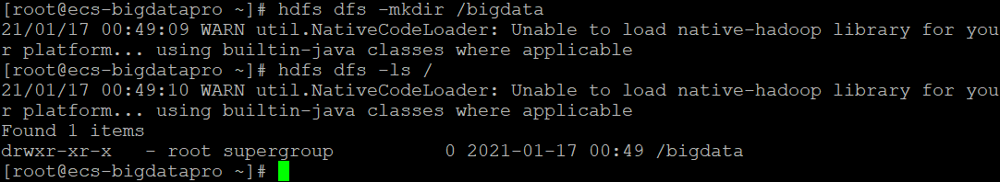 [root@ecs-bigdatapro ~]# hdfs dfs -mkdir /bigdata
21/01/17 00:49:09 WARN util.NativeCodeLoader: Unable to load native-hadoop library for you
r platform... using builtin-java classes where applicable
[root@ecs-bigdatapro ~]# hdfs dfs -ls /
21/01/17 00:49:10 WARN util.NativeCodeLoader: Unable to load native-hadoop library for you
r platform... using builtin-java classes where applicable
Found 1 items
drwxr-xr-x   - root supergroup          0 2021-01-17 00:49 /bigdata
[root@ecs-bigdatapro ~]#